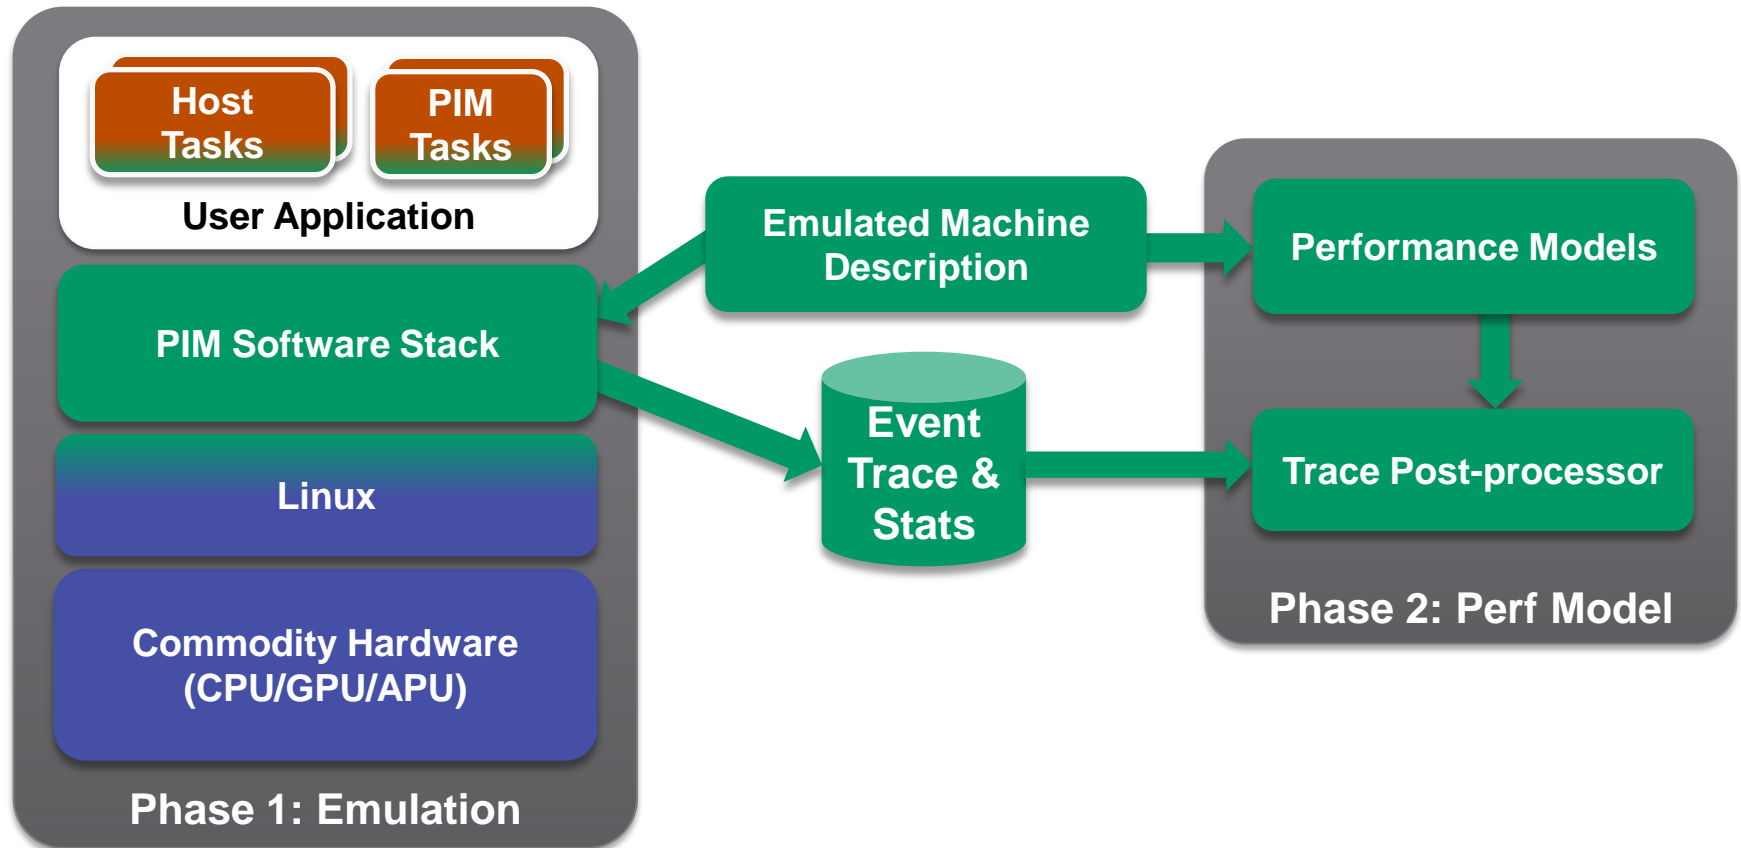 Host
Tasks
PIM
Tasks
User Application
PIM Software Stack
Linux
Commodity Hardware
(CPU/GPU/APU)
Phase 1: Emulation
Emulated Machine
Description
Event
Trace &
Stats
Performance Models
Trace Post-processor
Phase 2: Perf Model